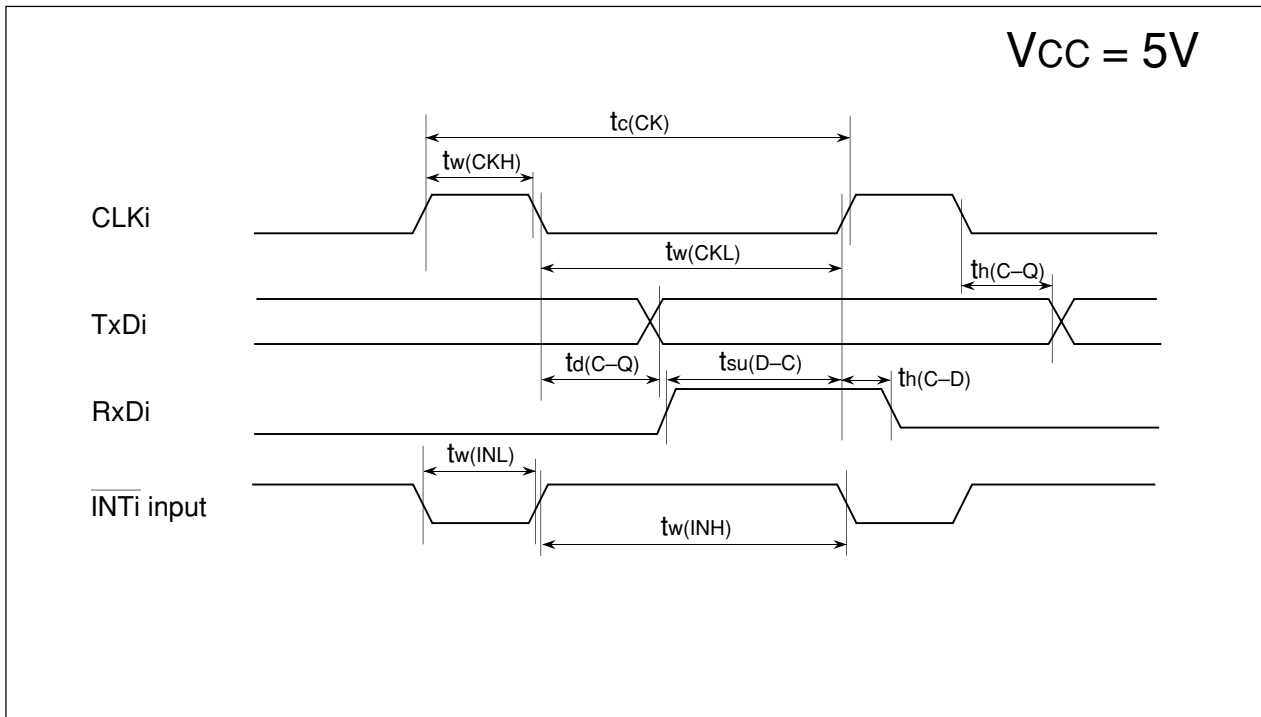 VCC = 5V
tc(CK)
tw(CKH)
CLKi
tw(CKL)
th(C–Q)
TxDi
td(C–Q)
tsu(D–C)
th(C–D)
RxDi
tw(INL)
INTi input
tw(INH)